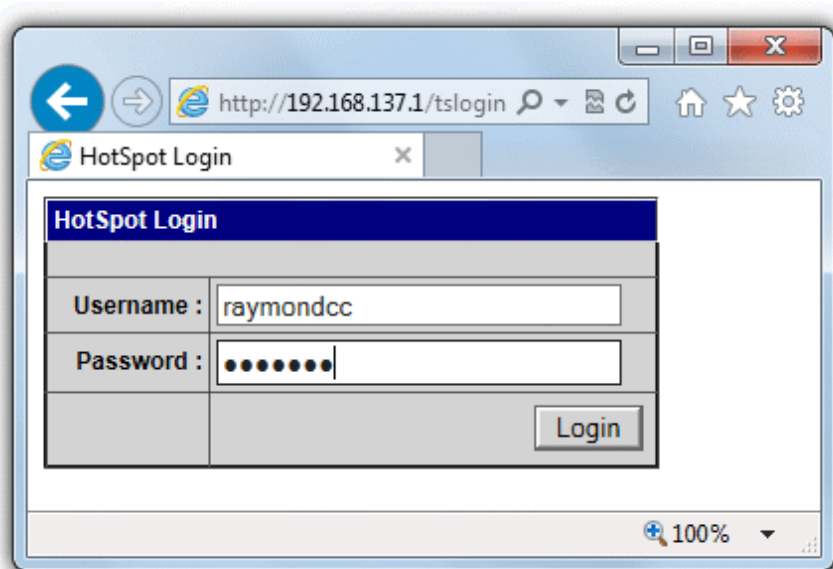 http://192.168.137.1/tslogin
HotSpot Login
HotSpot Login
Username : raymondcc
Password : •••••••
Login
100%